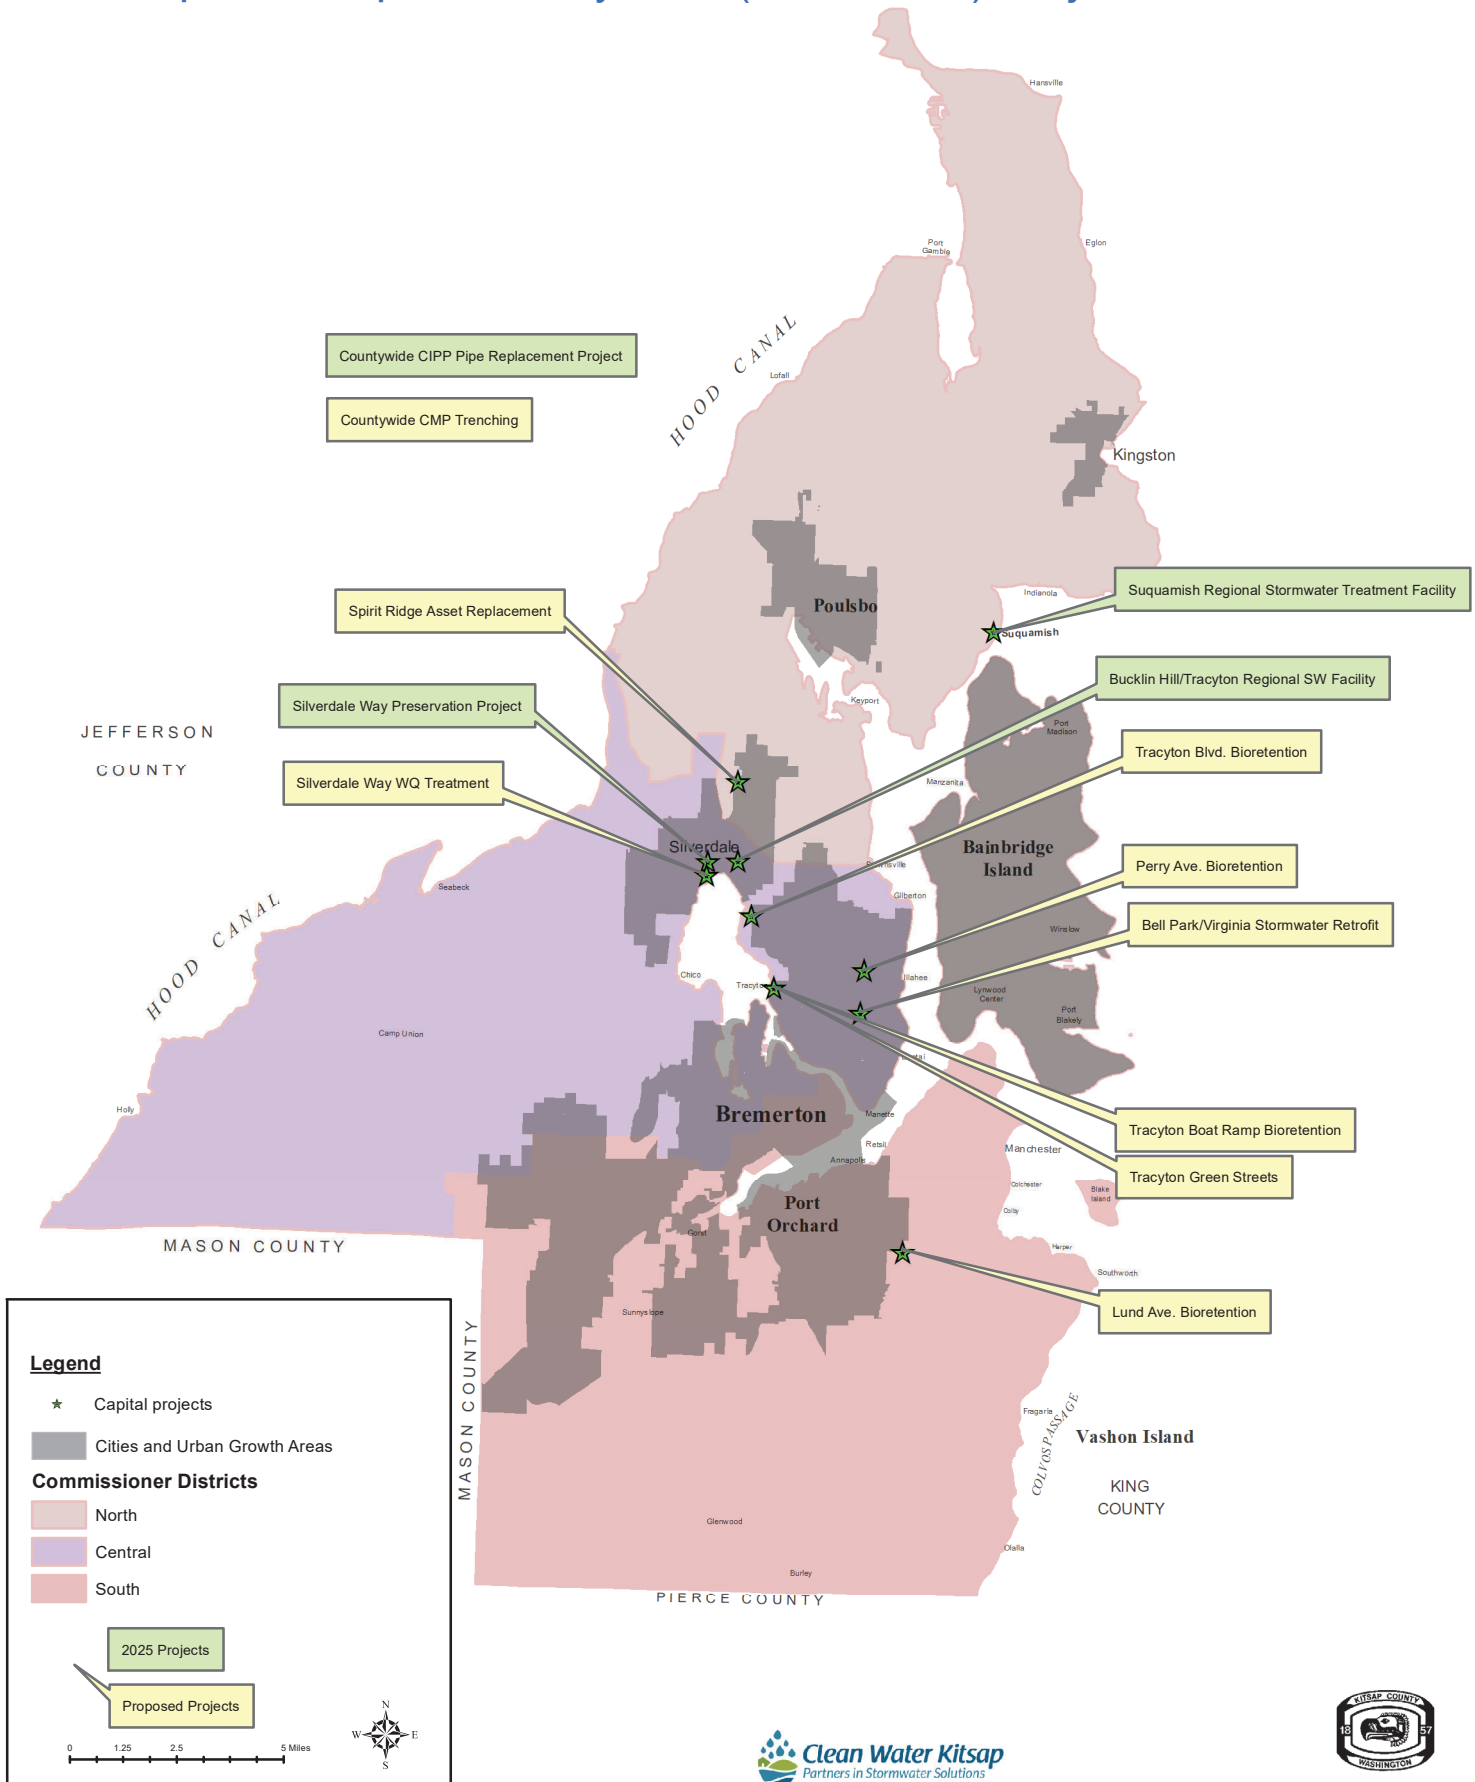 Hansville
Port
Gamble
Eglon
HOOD CANAL
Countywide CIPP Pipe Replacement Project
Lofall
Countywide CMP Trenching
Kingston
Suquamish Regional Stormwater Treatment Facility
Indianola
Spirit Ridge Asset Replacement
Poulsbo
Suquamish
Bucklin Hill/Tracyton Regional SW Facility
Silverdale Way Preservation Project
Keyport
Port
Madison
JEFFERSON
COUNTY
Tracyton Blvd. Bioretention
Silverdale Way WQ Treatment
Manzanita
Silverdale
Bainbridge
Island
Perry Ave. Bioretention
Seabeck
Gilberton
HOOD CANAL
Bell Park/Virginia Stormwater Retrofit
Winslow
Chico
Illahee
Tracyton
Lynwood
Center
Port
Blakely
Camp Union
Holly
Bremerton
Manette
Tracyton Boat Ramp Bioretention
Retsil
Manchester
Annapolis
Tracyton Green Streets
Colchester
Blake
Island
Port
Orchard
Colby
Gorst
MASON COUNTY
Harper
Southworth
Sunnyslope
Lund Ave. Bioretention
MASON COUNTY
Legend
Capital projects
Fragaria
COLVOS PASSAGE
Vashon Island
Cities and Urban Growth Areas
Commissioner Districts
KING
COUNTY
North
Glenwood
Central
Olalla
South
Burley
PIERCE COUNTY
2025 Projects
Proposed Projects
N
W E
S
0 1.25 2.5 5 Miles
Clean Water Kitsap
Partners in Stormwater Solutions
KITSAP COUNTY
18 57
WASHINGTON